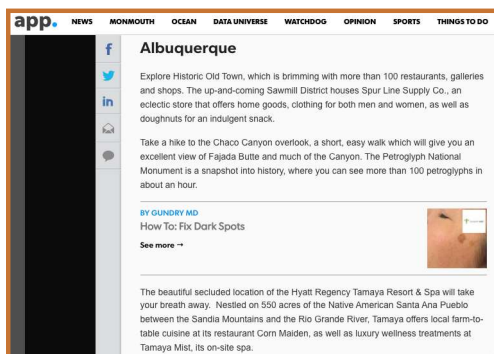 app. NEWS MONMOUTH OCEAN DATA UNIVERSE WATCHDOG OPINION SPORTS THINGS TO DO
Albuquerque
Explore Historic Old Town, which is brimming with more than 100 restaurants, galleries
and shops. The up-and-coming Sawmill District houses Spur Line Supply Co., an
eclectic store that offers home goods, clothing for both men and women, as well as
doughnuts for an indulgent snack.
Take a hike to the Chaco Canyon overlook, a short, easy walk which will give you an
excellent view of Fajada Butte and much of the Canyon. The Petroglyph National
Monument is a snapshot into history, where you can see more than 100 petroglyphs in
about an hour.
BY GUNDRY MD
How To: Fix Dark Spots
See more →
The beautiful secluded location of the Hyatt Regency Tamaya Resort & Spa will take
your breath away. Nestled on 550 acres of the Native American Santa Ana Pueblo
between the Sandia Mountains and the Rio Grande River, Tamaya offers local farm-to-
table cuisine at its restaurant Corn Maiden, as well as luxury wellness treatments at
Tamaya Mist, its on-site spa.